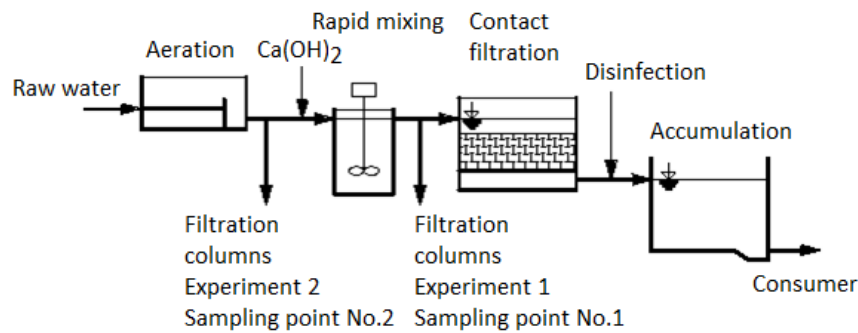 Raw water
Aeration
Ca(OH)2
Rapid mixing
Contact
filtration
Disinfection
Accumulation
Filtration
columns
Experiment 2
Sampling point No.2
Filtration
columns
Experiment 1
Sampling point No.1
Consumer